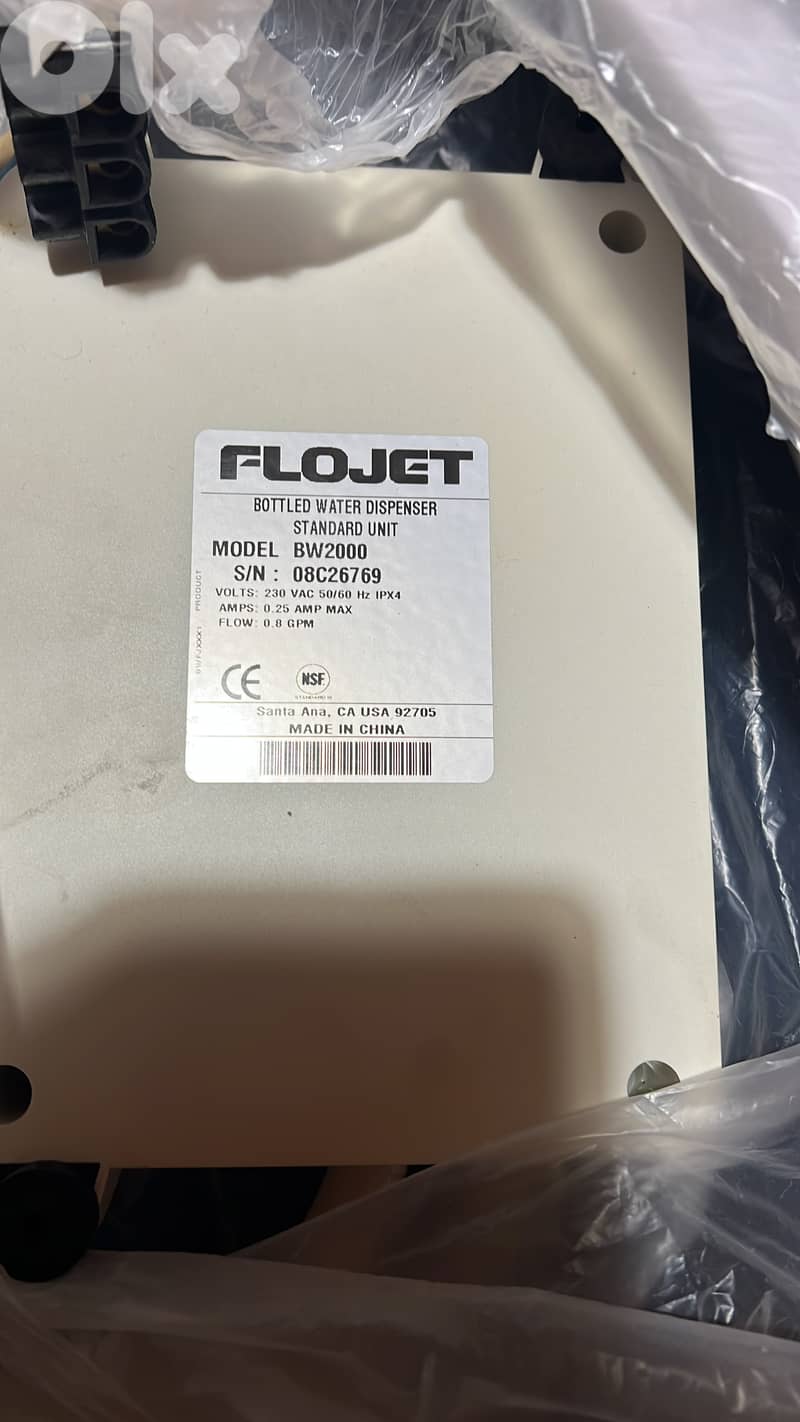 olx
FLOJET
BOTTLED WATER DISPENSER
STANDARD UNIT
MODEL BW2000
S/N : 08C26769
VOLTS: 230 VAC 50/60 Hz IPX4
AMPS: 0.25 AMP MAX
FLOW: 0.8 GPM
PRODUCT
CE
NSF
Santa Ana, CA USA 92705
MADE IN CHINA